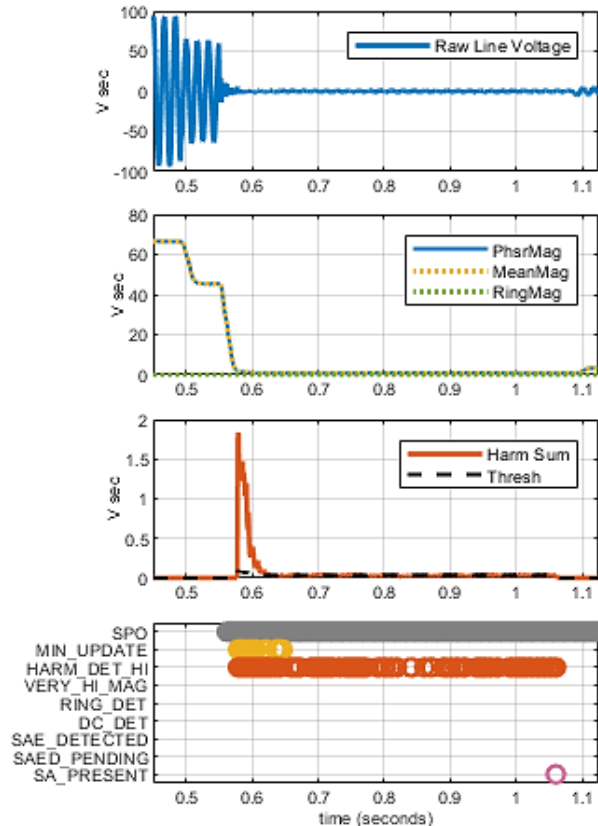 100
50
0
-50
-100
V sec
Raw Line Voltage
0.5 0.6 0.7 0.8 0.9 1 1.1
80
60
40
20
0
V sec
PhsrMag
MeanMag
RingMag
0.5 0.6 0.7 0.8 0.9 1 1.1
2
1.5
1
0.5
0
V sec
Harm Sum
Thresh
0.5 0.6 0.7 0.8 0.9 1 1.1
SPO
MIN_UPDATE
HARM_DET_HI
VERY_HI_MAG
RING_DET
DC_DET
SAE_DETECTED
SAED_PENDING
SA_PRESENT
0.5 0.6 0.7 0.8 0.9 1 1.1
time (seconds)